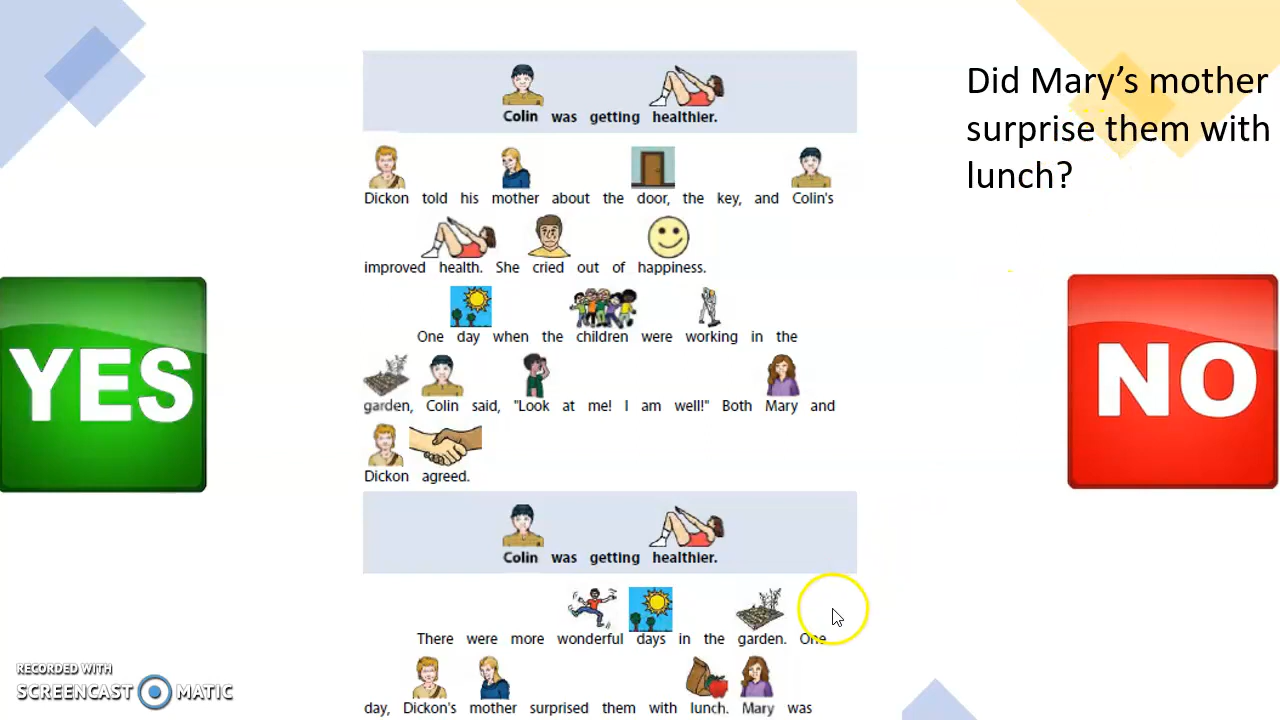 Did Mary's mother
surprise them with
lunch?
YES
NO
Colin was getting healthier.
Dickon told his mother about the door, the key, and Colin's
improved health. She cried out of happiness.
One day when the children were working in the
garden, Colin said, "Look at me! I am well!" Both Mary and
Dickon agreed.
Colin was getting healthier.
There were more wonderful days in the garden. One
day, Dickon's mother surprised them with lunch. Mary was
RECORDED WITH
SCREENCAST MATIC